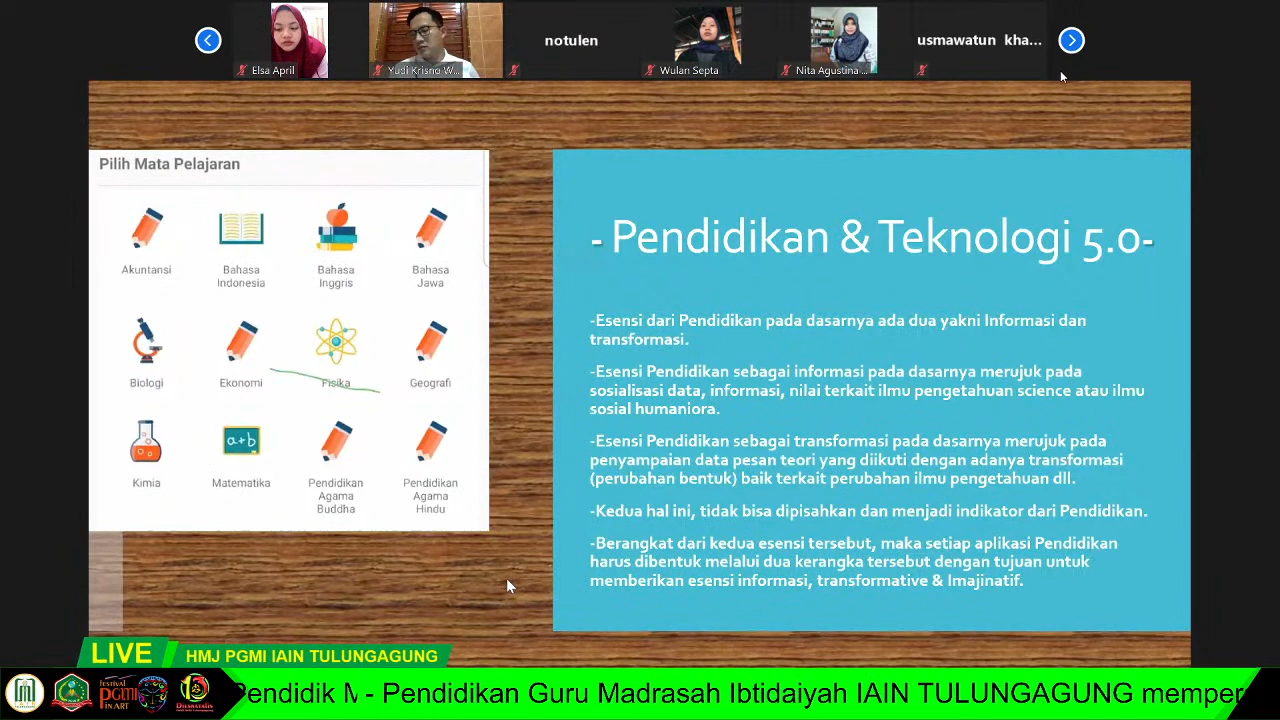 notulen
usmawatun kha...
Elsa April
Yudi Krisno W...
Wulan Septa
Nita Agustina ...
Pilih Mata Pelajaran
Akuntansi
Bahasa
Indonesia
Bahasa
Inggris
Bahasa
Jawa
Biologi
Ekonomi
Fisika
Geografi
a+b
Kimia
Matematika
Pendidikan
Agama
Buddha
Pendidikan
Agama
Hindu
- Pendidikan & Teknologi 5.0-
-Esensi dari Pendidikan pada dasarnya ada dua yakni Informasi dan
transformasi.
-Esensi Pendidikan sebagai informasi pada dasarnya merujuk pada
sosialisasi data, informasi, nilai terkait ilmu pengetahuan science atau ilmu
sosial humaniora.
-Esensi Pendidikan sebagai transformasi pada dasarnya merujuk pada
penyampaian data pesan teori yang diikuti dengan adanya transformasi
(perubahan bentuk) baik terkait perubahan ilmu pengetahuan dll.
-Kedua hal ini, tidak bisa dipisahkan dan menjadi indikator dari Pendidikan.
-Berangkat dari kedua esensi tersebut, maka setiap aplikasi Pendidikan
harus dibentuk melalui dua kerangka tersebut dengan tujuan untuk
memberikan esensi informasi, transformative & Imajinatif.
LIVE
HMJ PGMI IAIN TULUNGAGUNG
festival
PGMI
IN ART
Pendidik M - Pendidikan Guru Madrasah Ibtidaiyah IAIN TULUNGAGUNG memper